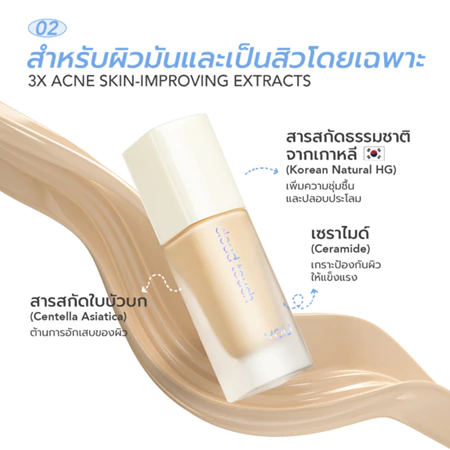 02
สำหรับผิวมันและเป็นสิวโดยเฉพาะ
3X ACNE SKIN-IMPROVING EXTRACTS
สารสกัดธรรมชาติ
จากเกาหลี
(Korean Natural HG)
เพิ่มความชุ่มชื้น
และปลอบประโลม
เซราไมด์
(Ceramide)
เกราะป้องกันผิว
ให้แข็งแรง
สารสกัดใบบัวบก
(Centella Asiatica)
ต้านการอักเสบของผิว
cloud touch